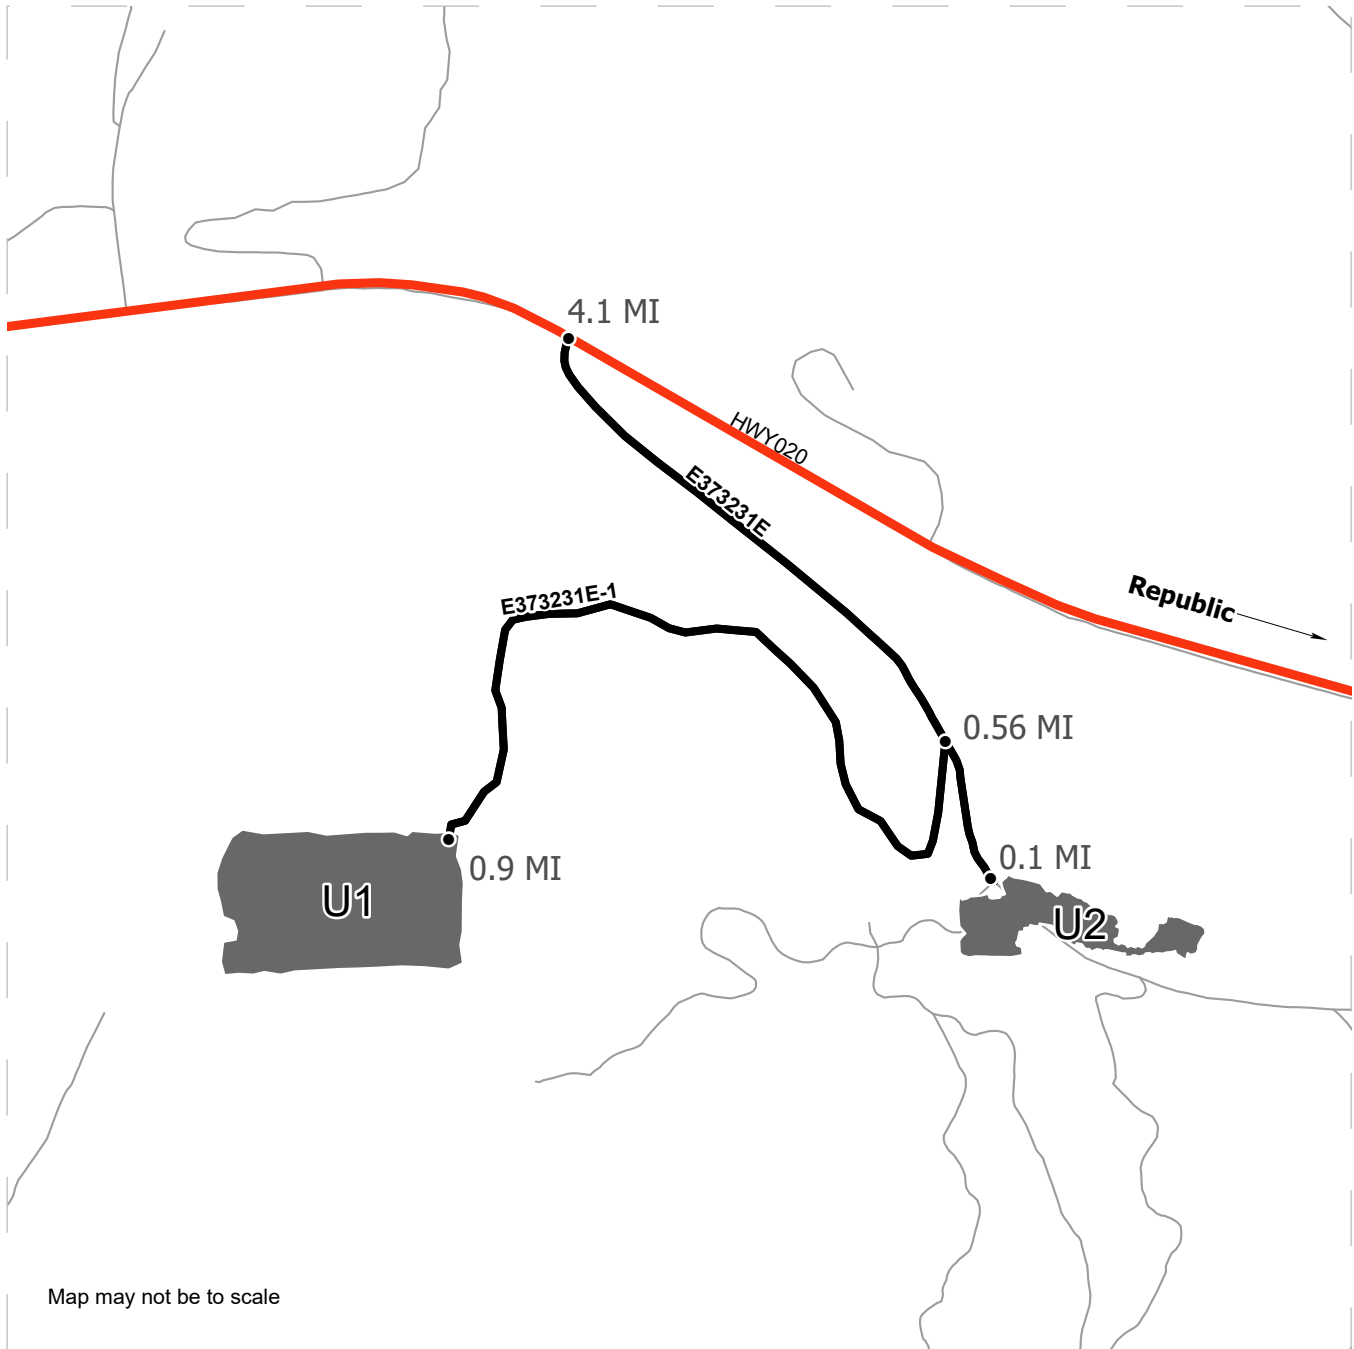 4.1 MI
HWY020
E373231E
Republic
E373231E-1
0.56 MI
0.9 MI
0.1 MI
U1
U2
Map may not be to scale